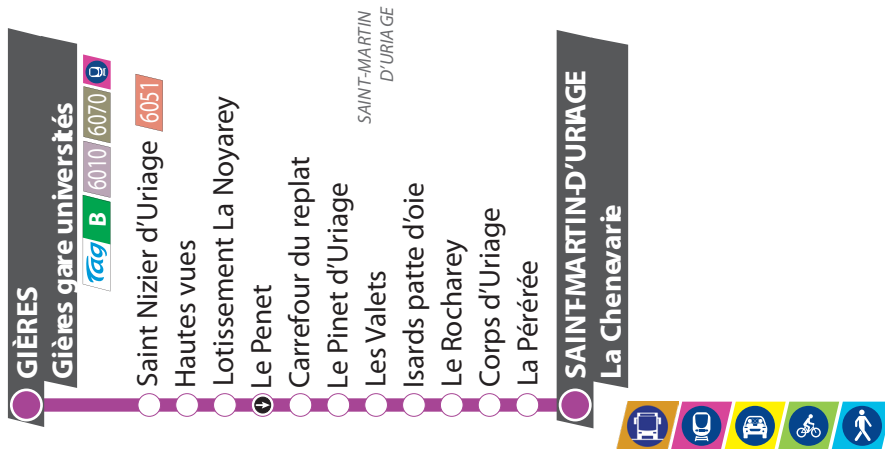 GIÈRES
Gières gare universités
Tag B 6010 6070
Saint Nizier d'Uriage 6051
Hautes vues
Lotissement La Noyarey
Le Penet
Carrefour du replat
Le Pinet d'Uriage
Les Valets
Isards patte d'oie
Le Rocharey
Corps d'Uriage
La Pérérée
SAINT-MARTIN
D'URIAGE
SAINT-MARTIN-D'URIAGE
La Chenevarie